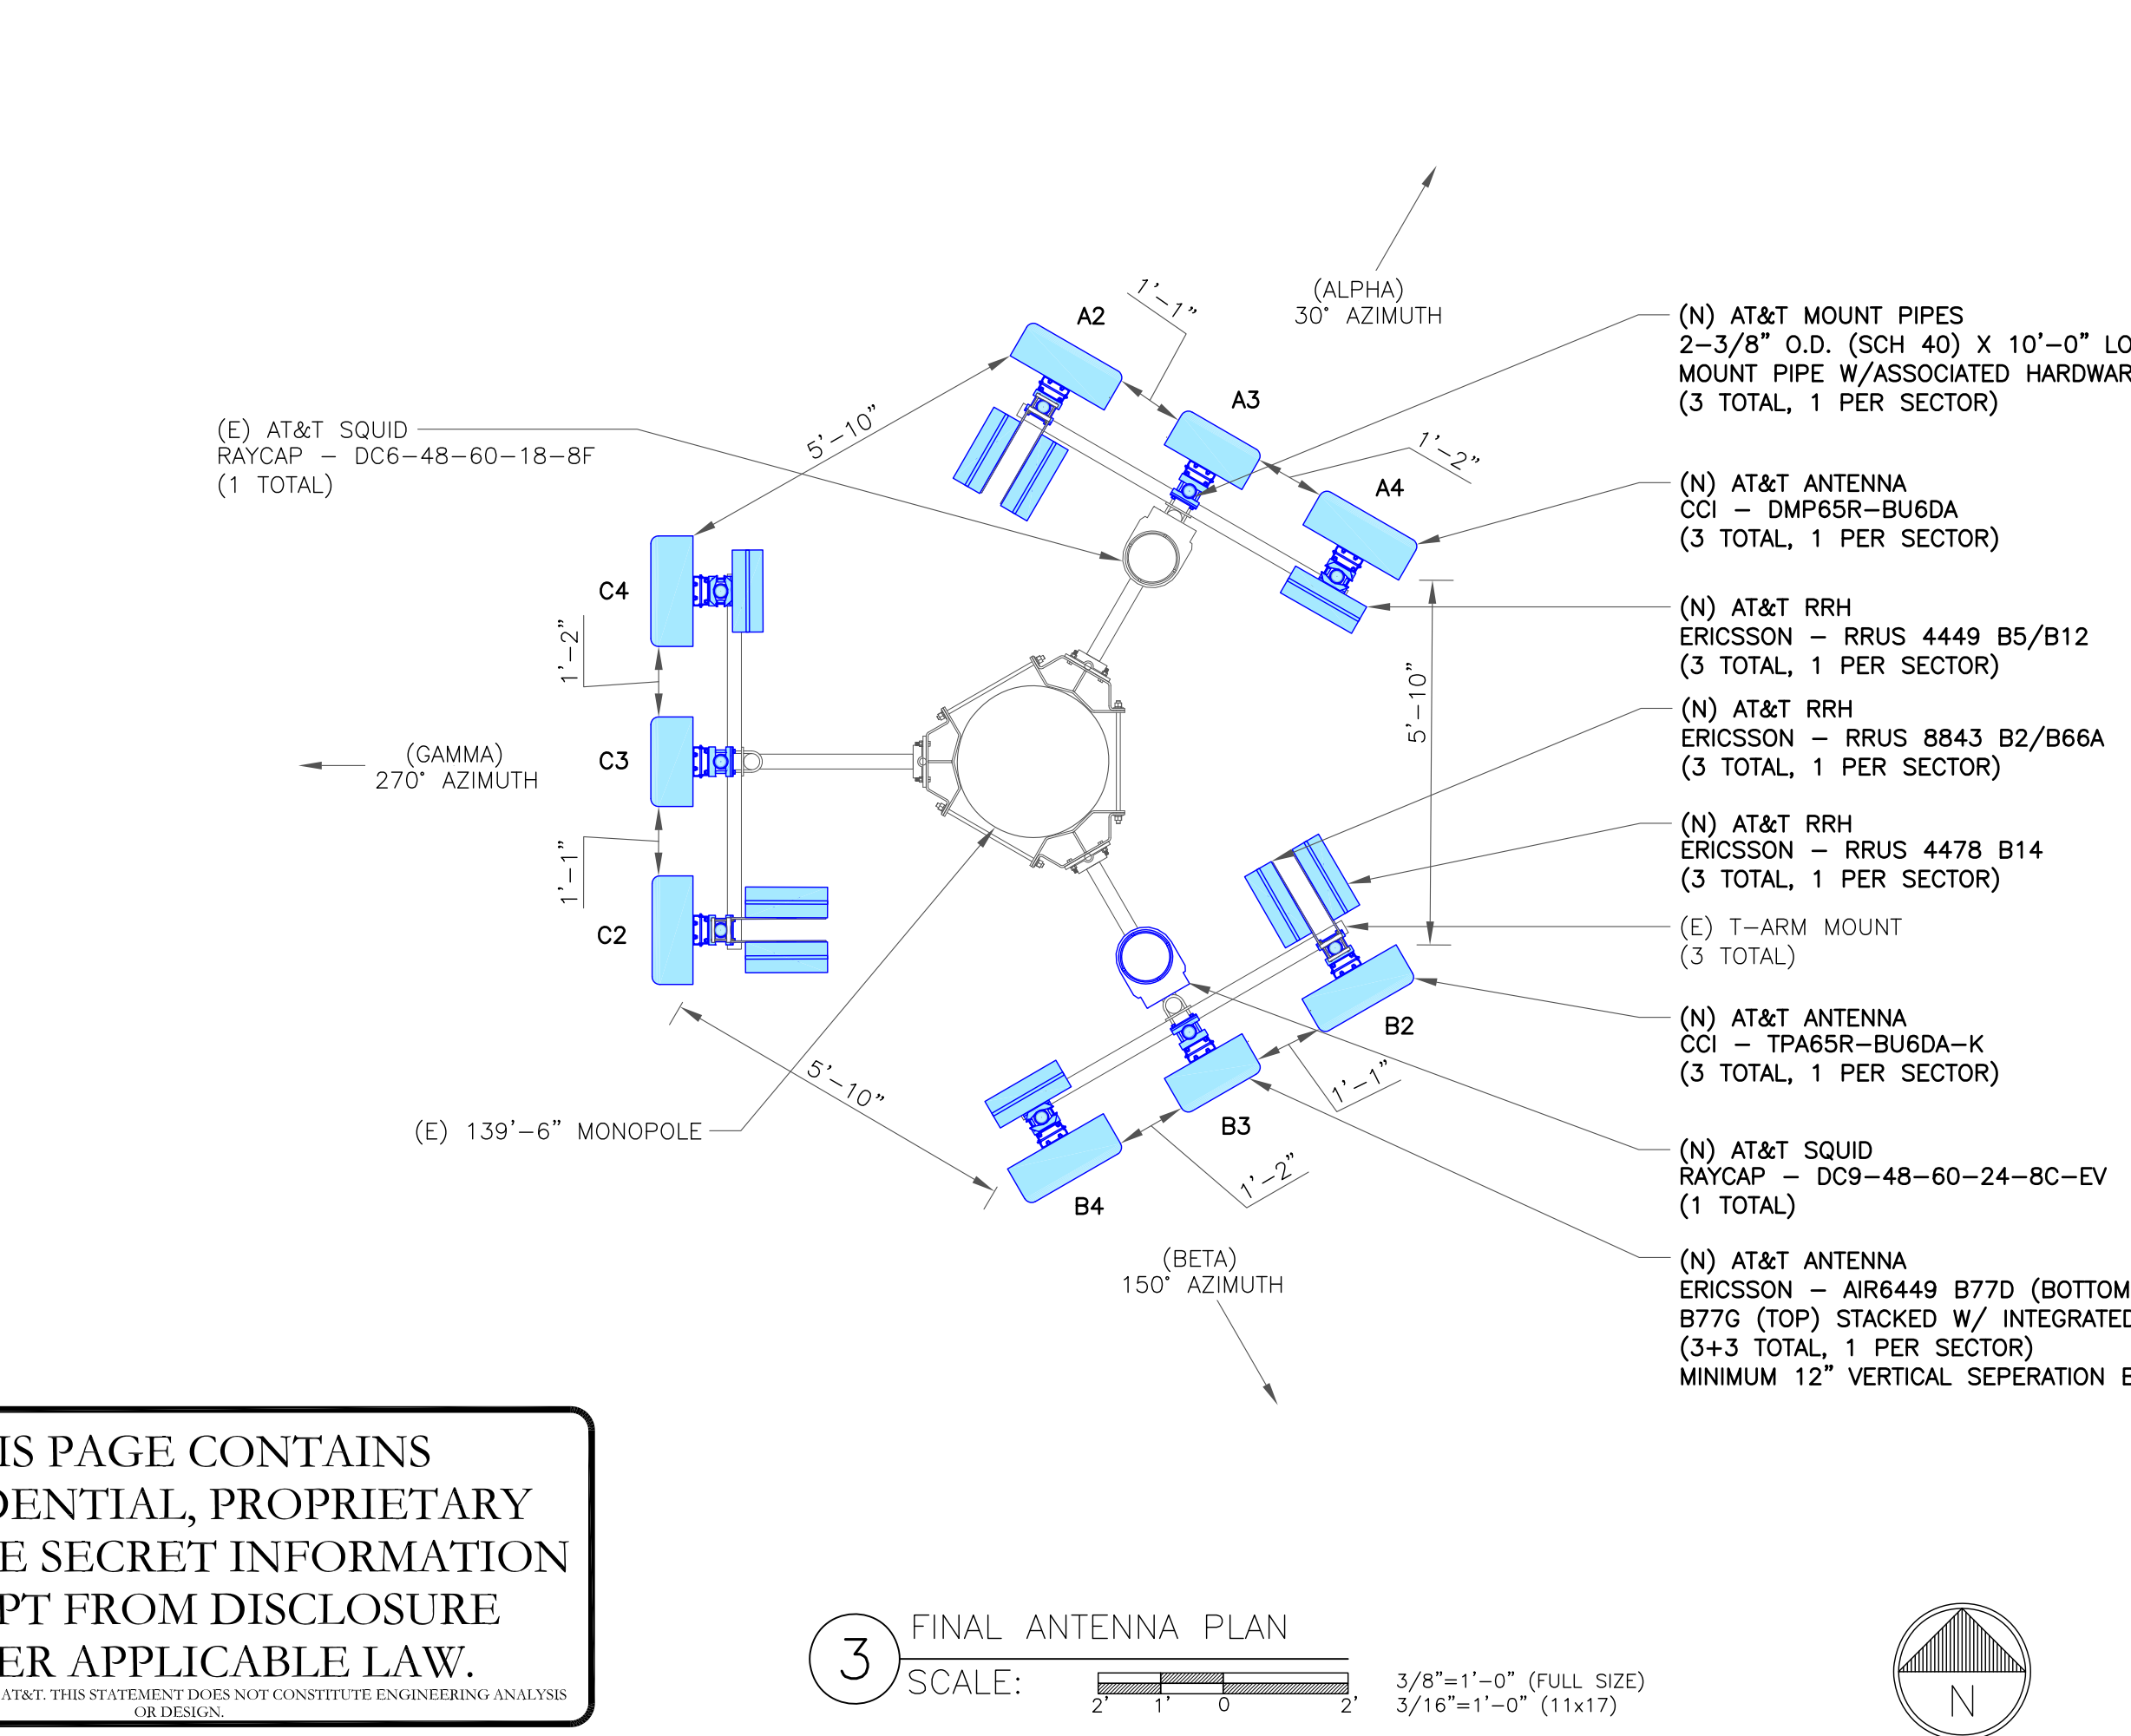 (ALPHA)
30° AZIMUTH
1'-1"
A2
A3
1'-2"
A4
5'-10"
(E) AT&T SQUID
RAYCAP - DC6-48-60-18-8F
(1 TOTAL)
C4
1'-2"
C3
(GAMMA)
270° AZIMUTH
1'-1"
C2
5'-10"
5'-10"
(E) 139'-6" MONOPOLE
B2
1'-1"
B3
1'-2"
B4
(BETA)
150° AZIMUTH
(N) AT&T MOUNT PIPES
2-3/8" O.D. (SCH 40) X 10'-0" LO
MOUNT PIPE W/ASSOCIATED HARDWAR
(3 TOTAL, 1 PER SECTOR)
(N) AT&T ANTENNA
CCI - DMP65R-BU6DA
(3 TOTAL, 1 PER SECTOR)
(N) AT&T RRH
ERICSSON - RRUS 4449 B5/B12
(3 TOTAL, 1 PER SECTOR)
(N) AT&T RRH
ERICSSON - RRUS 8843 B2/B66A
(3 TOTAL, 1 PER SECTOR)
(N) AT&T RRH
ERICSSON - RRUS 4478 B14
(3 TOTAL, 1 PER SECTOR)
(E) T-ARM MOUNT
(3 TOTAL)
(N) AT&T ANTENNA
CCI - TPA65R-BU6DA-K
(3 TOTAL, 1 PER SECTOR)
(N) AT&T SQUID
RAYCAP - DC9-48-60-24-8C-EV
(1 TOTAL)
(N) AT&T ANTENNA
ERICSSON - AIR6449 B77D (BOTTOM
B77G (TOP) STACKED W/ INTEGRATED
(3+3 TOTAL, 1 PER SECTOR)
MINIMUM 12" VERTICAL SEPERATION
IS PAGE CONTAINS
DENTIAL, PROPRIETARY
E SECRET INFORMATION
PT FROM DISCLOSURE
ER APPLICABLE LAW.
AT&T. THIS STATEMENT DOES NOT CONSTITUTE ENGINEERING ANALYSIS
OR DESIGN.
3
FINAL ANTENNA PLAN
SCALE:
2' 1' 0 2'
3/8"=1'-0" (FULL SIZE)
3/16"=1'-0" (11x17)
N